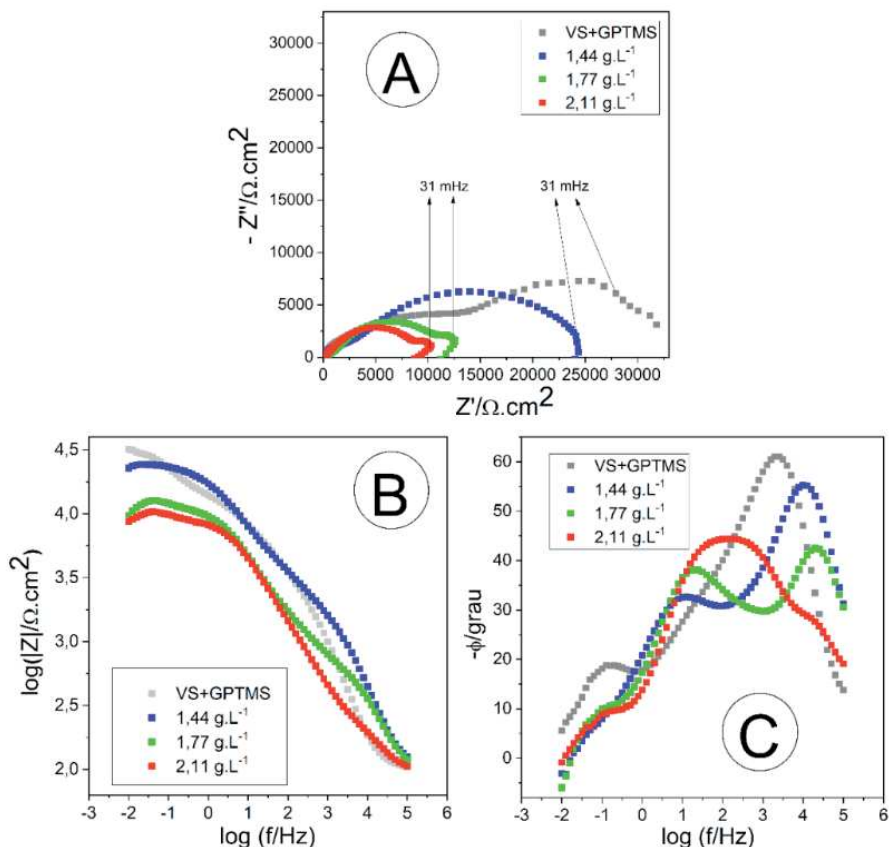 A
VS+GPTMS
1,44 g.L⁻¹
1,77 g.L⁻¹
2,11 g.L⁻¹
30000
25000
20000
15000
10000
5000
0
- Z''/Ω.cm²
31 mHz
31 mHz
0 5000 10000 15000 20000 25000 30000
Z'/Ω.cm²
B
4,5
4,0
3,5
3,0
2,5
2,0
log(|Z|/Ω.cm²)
VS+GPTMS
1,44 g.L⁻¹
1,77 g.L⁻¹
2,11 g.L⁻¹
-3 -2 -1 0 1 2 3 4 5 6
log (f/Hz)
C
VS+GPTMS
1,44 g.L⁻¹
1,77 g.L⁻¹
2,11 g.L⁻¹
60
50
40
30
20
10
0
-ϕ/grau
-3 -2 -1 0 1 2 3 4 5 6
log (f/Hz)